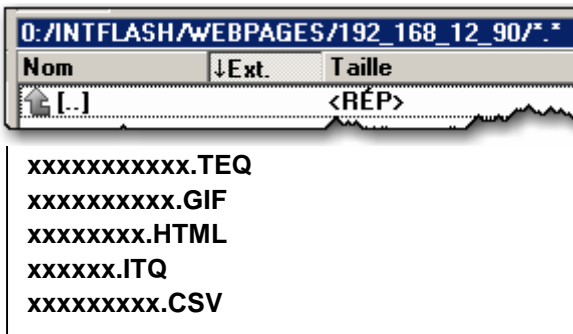 0:/INTFLASH/WEBPAGES/192_168_12_90/*.*
Nom ↓Ext. Taille
[..] <RÉP>
xxxxxxxxxxx.TEQ
xxxxxxxxxx.GIF
xxxxxxxx.HTML
xxxxxx.ITQ
xxxxxxxxx.CSV